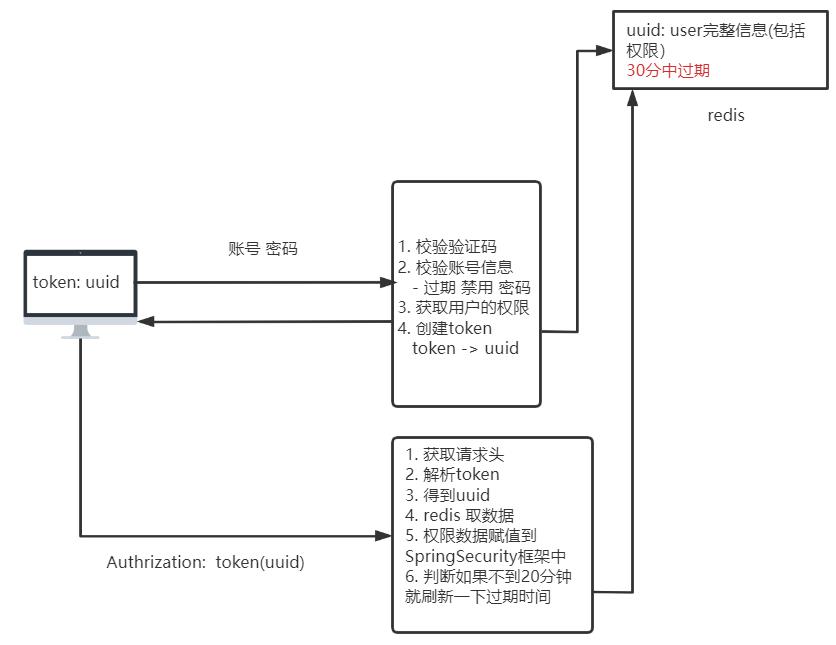 uuid: user完整信息(包括
权限)
30分中过期
redis
账号 密码
token: uuid
1. 校验验证码
2. 校验账号信息
- 过期 禁用 密码
3. 获取用户的权限
4. 创建token
token -> uuid
1. 获取请求头
2. 解析token
3. 得到uuid
4. redis 取数据
5. 权限数据赋值到
SpringSecurity框架中
6. 判断如果不到20分钟
就刷新一下过期时间
Authrization: token(uuid)